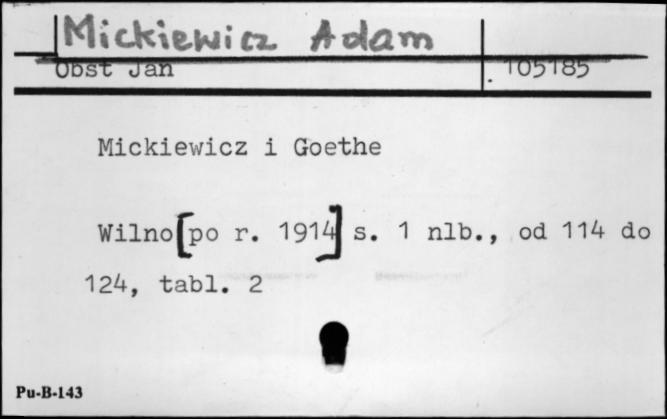 Mickiewicz Adam
Obst Jan
. 105185
Mickiewicz i Goethe
Wilno [po r. 1914] s. 1 nlb., od 114 do
124, tabl. 2
Pu-B-143